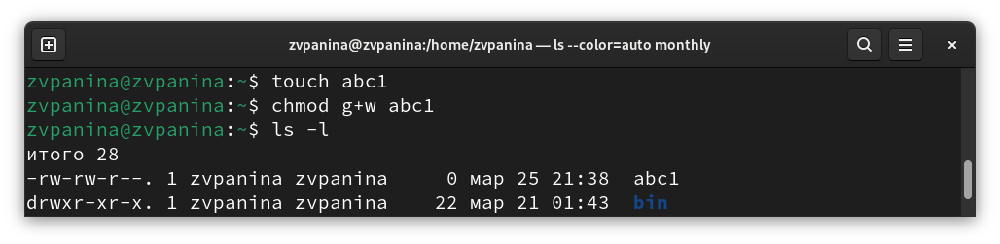 zvpanina@zvpanina:/home/zvpanina — ls --color=auto monthly
zvpanina@zvpanina:~$ touch abc1
zvpanina@zvpanina:~$ chmod g+w abc1
zvpanina@zvpanina:~$ ls -l
итого 28
-rw-rw-r--. 1 zvpanina zvpanina     0 мар 25 21:38  abc1
drwxr-xr-x. 1 zvpanina zvpanina    22 мар 21 01:43  bin